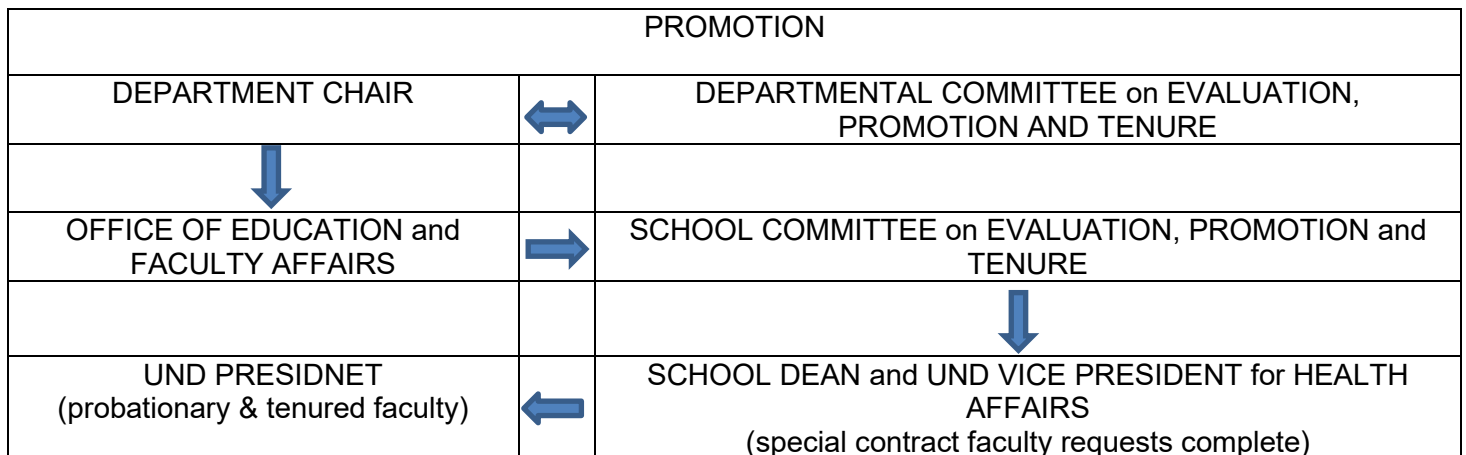 PROMOTION
DEPARTMENT CHAIR
DEPARTMENTAL COMMITTEE on EVALUATION,
PROMOTION AND TENURE
OFFICE OF EDUCATION and
FACULTY AFFAIRS
SCHOOL COMMITTEE on EVALUATION, PROMOTION and
TENURE
UND PRESIDNET
(probationary & tenured faculty)
SCHOOL DEAN and UND VICE PRESIDENT for HEALTH
AFFAIRS
(special contract faculty requests complete)